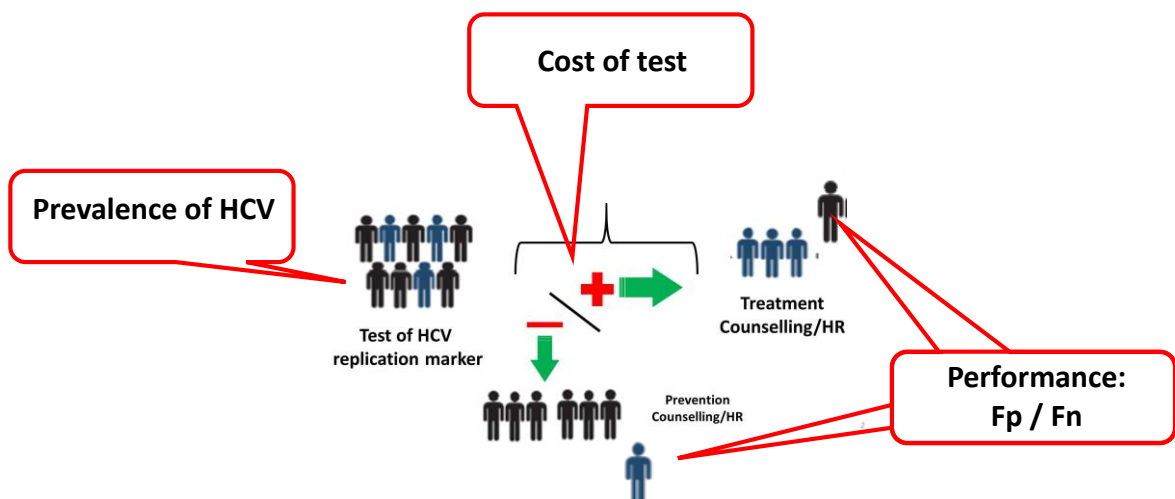 Cost of test
Prevalence of HCV
Test of HCV
replication marker
Treatment
Counselling/HR
Prevention
Counselling/HR
Performance:
Fp / Fn
2